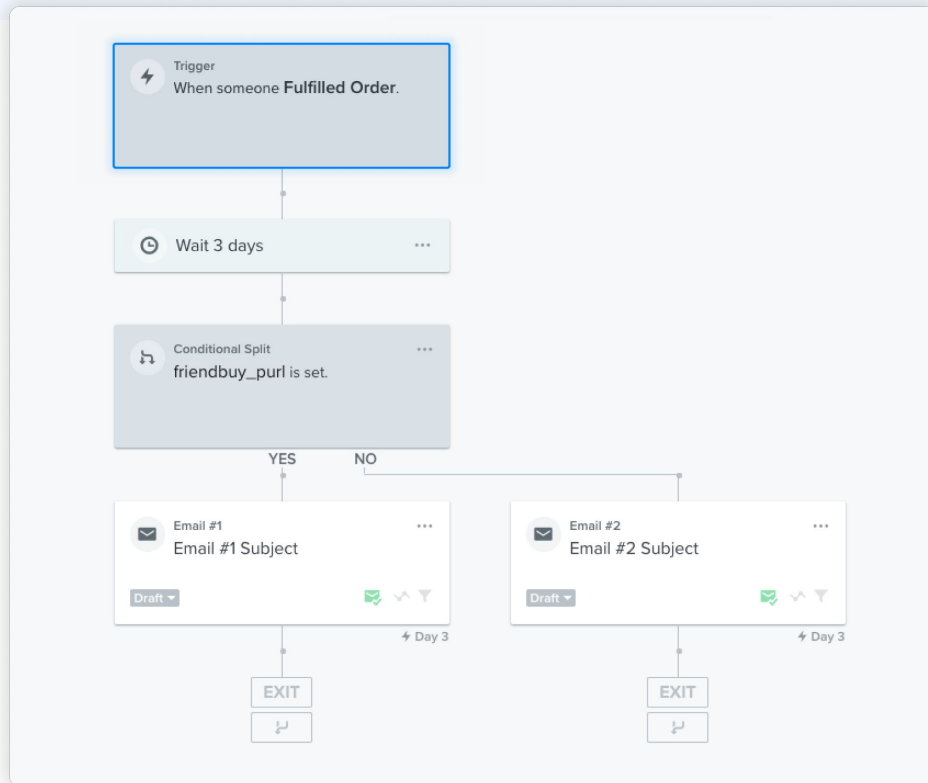 Trigger
When someone Fulfilled Order.
Wait 3 days
Conditional Split
friendbuy_purl is set.
YES NO
Email #1
Email #1 Subject
Draft
Day 3
Email #2
Email #2 Subject
Draft
Day 3
EXIT
EXIT